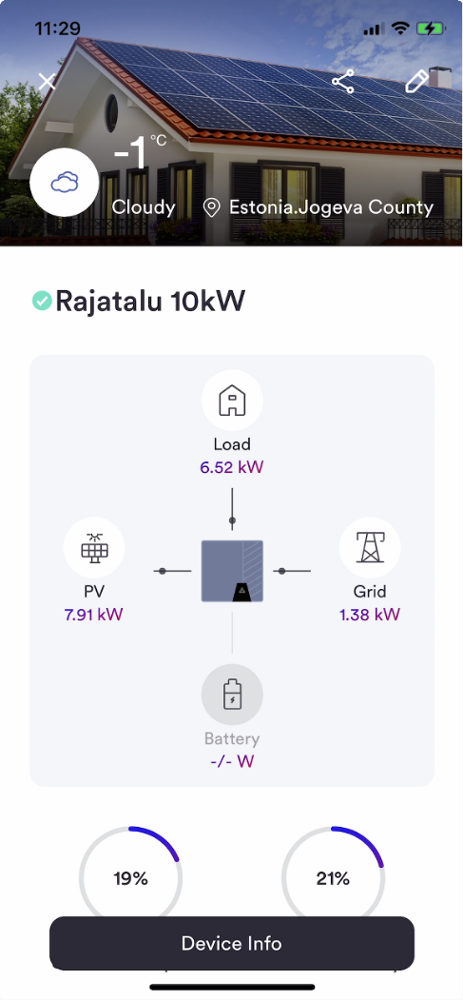 11:29
-1°C
Cloudy
Estonia.Jogeva County
Rajatalu 10kW
Load
6.52 kW
PV
7.91 kW
Grid
1.38 kW
Battery
-/- W
19%
21%
Device Info